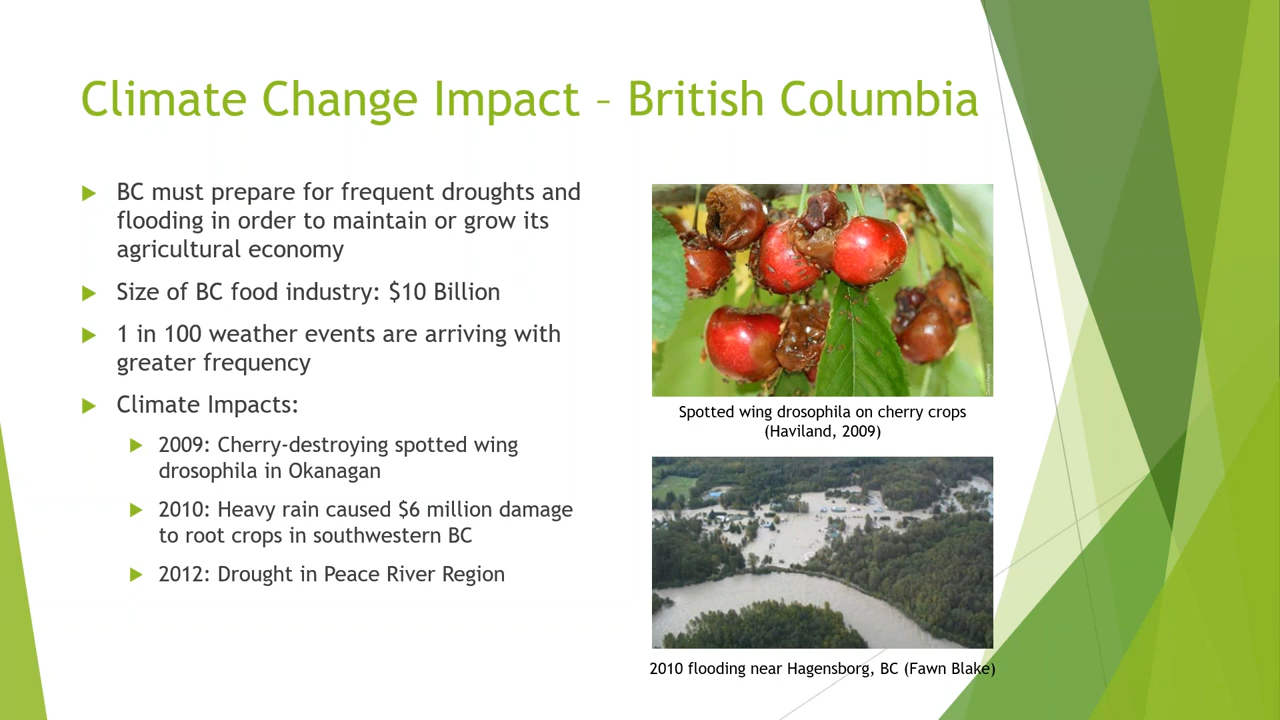 Climate Change Impact – British Columbia
BC must prepare for frequent droughts and
flooding in order to maintain or grow its
agricultural economy
Size of BC food industry: $10 Billion
1 in 100 weather events are arriving with
greater frequency
Climate Impacts:
2009: Cherry-destroying spotted wing
drosophila in Okanagan
2010: Heavy rain caused $6 million damage
to root crops in southwestern BC
2012: Drought in Peace River Region
Spotted wing drosophila on cherry crops
(Haviland, 2009)
2010 flooding near Hagensborg, BC (Fawn Blake)